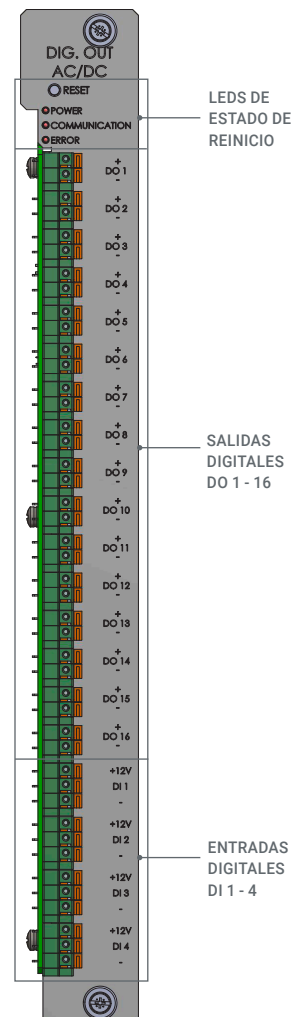 DIG. OUT
AC/DC
RESET
POWER
COMMUNICATION
ERROR
LEDS DE
ESTADO DE
REINICIO
+
DO 1
-
+
DO 2
-
+
DO 3
-
+
DO 4
-
+
DO 5
-
+
DO 6
-
+
DO 7
-
+
DO 8
-
SALIDAS
DIGITALES
DO 1 - 16
+
DO 9
-
+
DO 10
-
+
DO 11
-
+
DO 12
-
+
DO 13
-
+
DO 14
-
+
DO 15
-
+
DO 16
-
+12V
DI 1
-
+12V
DI 2
-
ENTRADAS
DIGITALES
DI 1 - 4
+12V
DI 3
-
+12V
DI 4
-